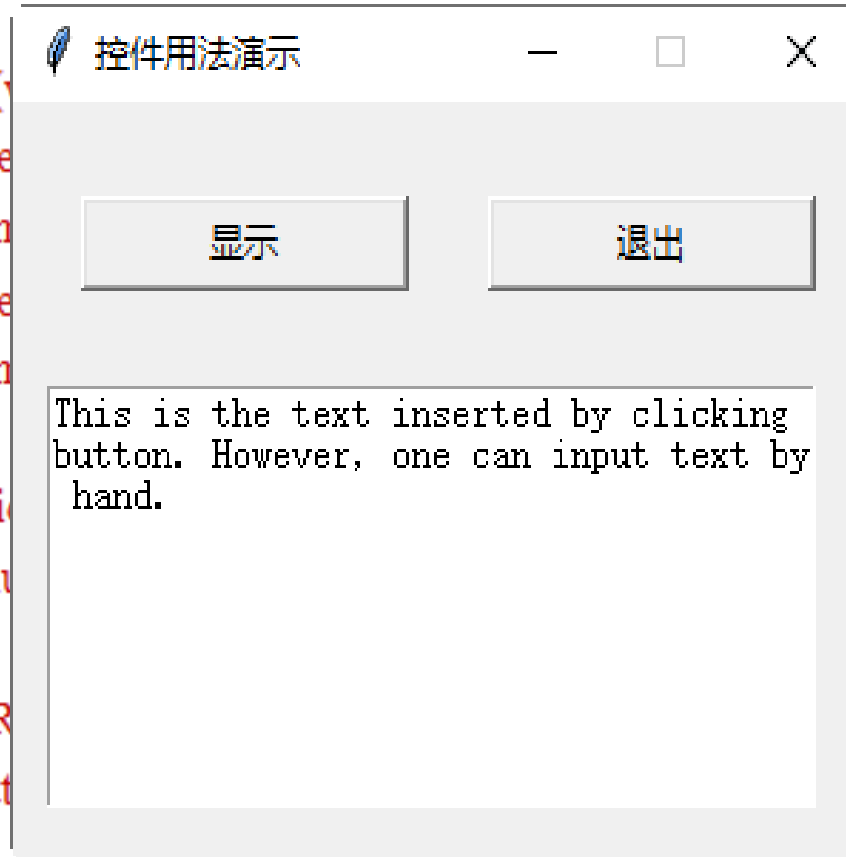 控件用法演示
显示
退出
This is the text inserted by clicking
button. However, one can input text by
hand.